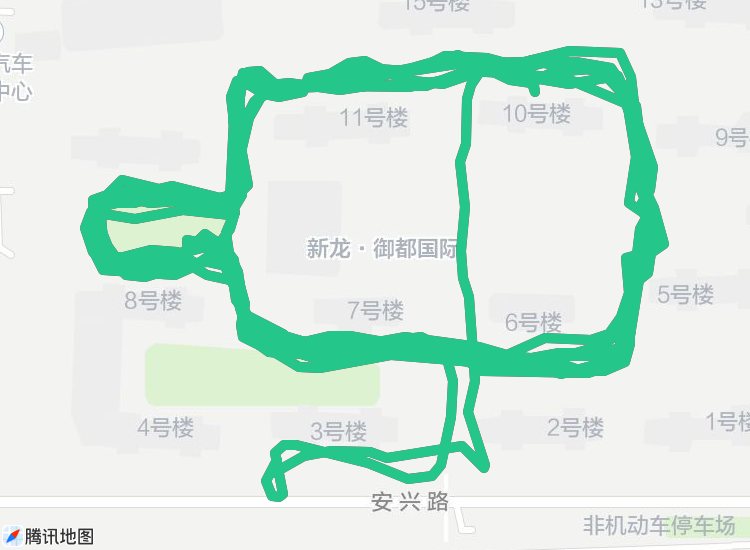 15号楼
13号楼
汽车
中心
11号楼
10号楼
9号
新龙·御都国际
8号楼
7号楼
6号楼
5号楼
4号楼
3号楼
2号楼
1号楼
安兴路
非机动车停车场
腾讯地图